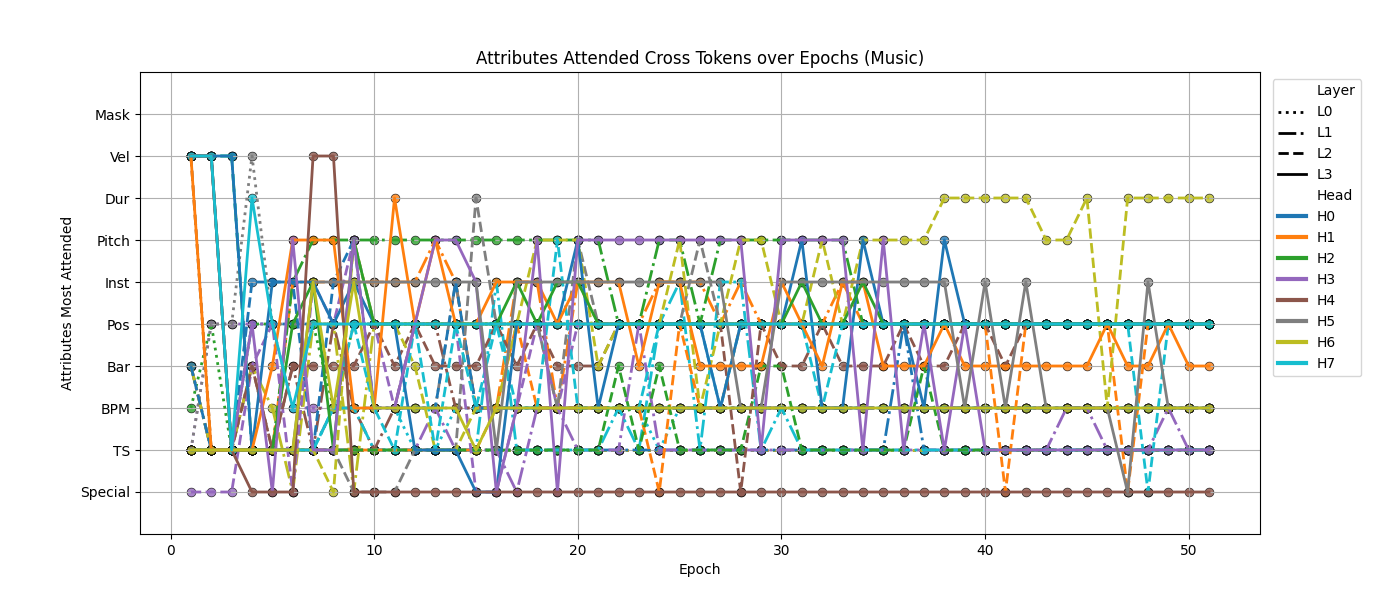 Attributes Attended Cross Tokens over Epochs (Music)
Attributes Most Attended
Mask
Vel
Dur
Pitch
Inst
Pos
Bar
BPM
TS
Special
0
10
20
30
40
50
Epoch
Layer
L0
L1
L2
L3
Head
H0
H1
H2
H3
H4
H5
H6
H7